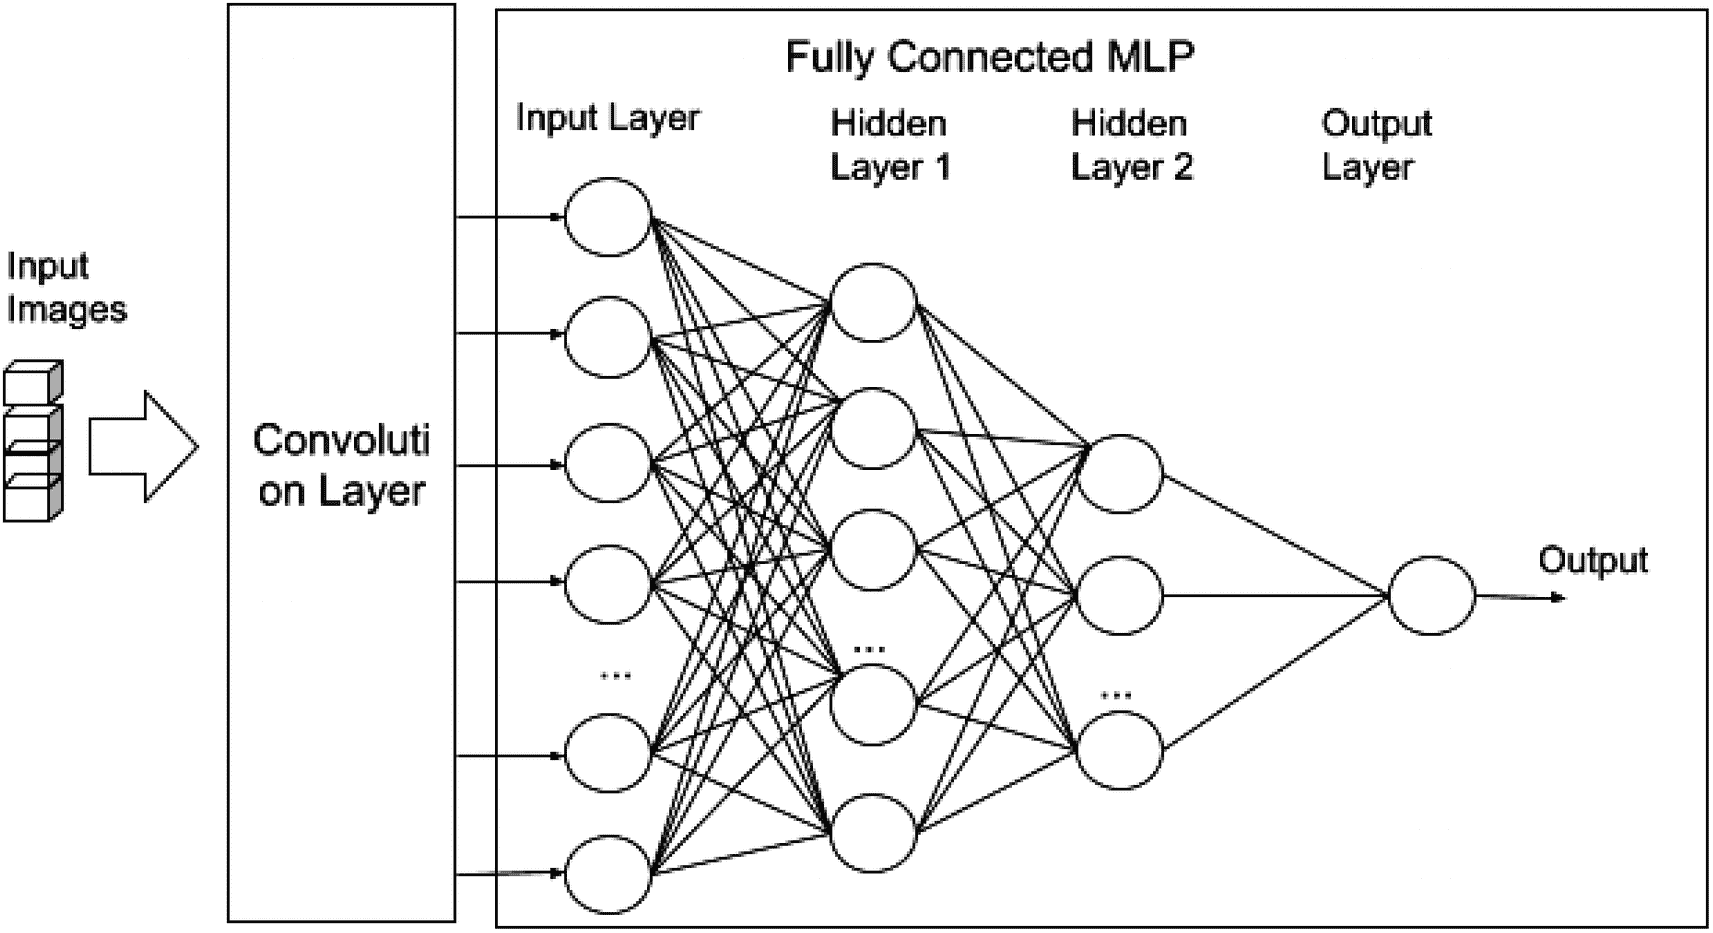 Fully Connected MLP
Input Layer
Hidden
Layer 1
Hidden
Layer 2
Output
Layer
Input
Images
Convoluti
on Layer
...
...
...
Output